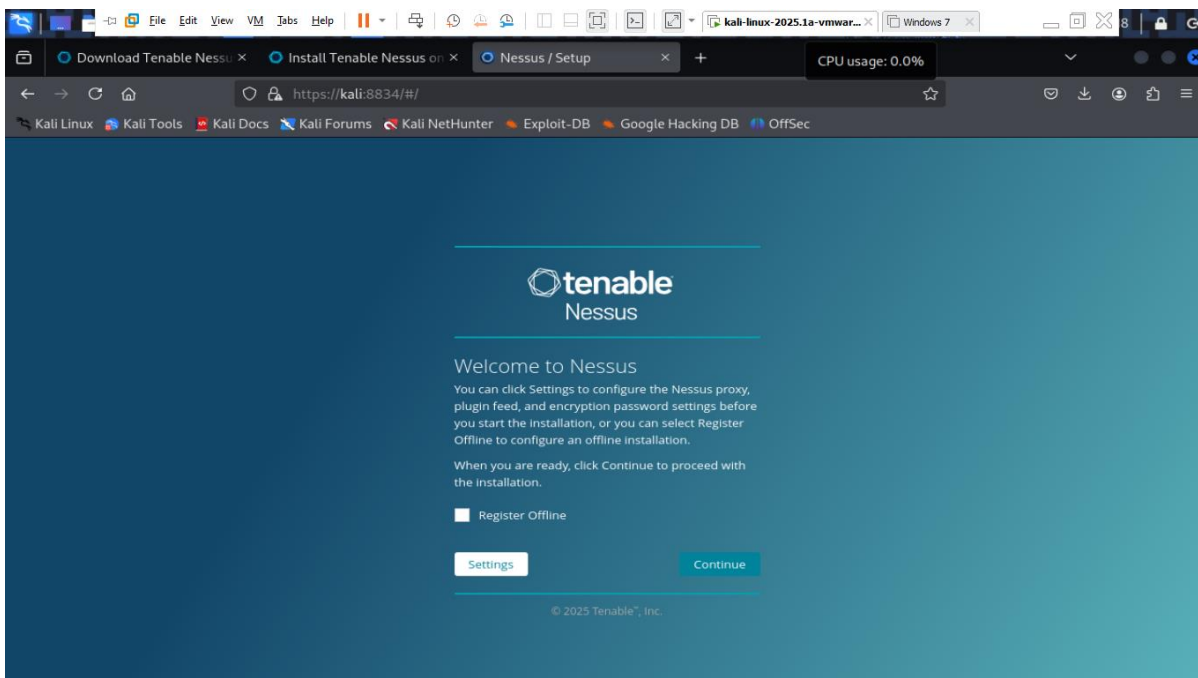 File Edit View VM Tabs Help kali-linux-2025.1a-vmwar... Windows 7 8 G
Download Tenable Nessu Install Tenable Nessus on Nessus / Setup CPU usage: 0.0%
https://kali:8834/#/
Kali Linux Kali Tools Kali Docs Kali Forums Kali NetHunter Exploit-DB Google Hacking DB OffSec
tenable
Nessus
Welcome to Nessus
You can click Settings to configure the Nessus proxy,
plugin feed, and encryption password settings before
you start the installation, or you can select Register
Offline to configure an offline installation.
When you are ready, click Continue to proceed with
the installation.
Register Offline
Settings Continue
© 2025 Tenable™, Inc.